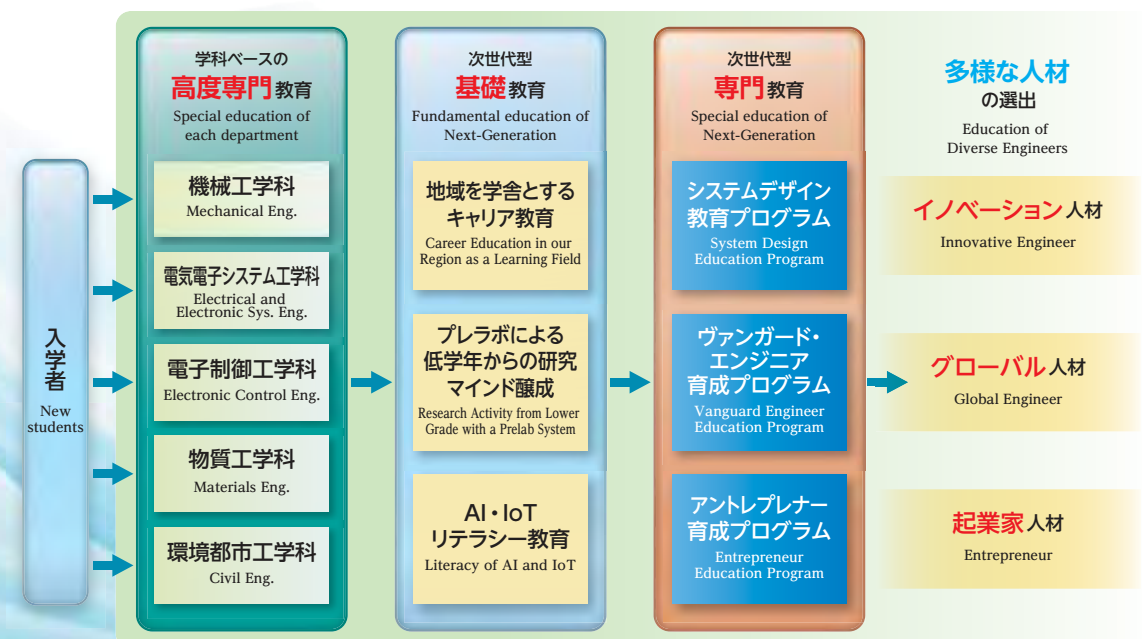 入学者
New
students
学科ベースの
高度専門教育
Special education of
each department
機械工学科
Mechanical Eng.
電気電子システム工学科
Electrical and
Electronic Sys. Eng.
電子制御工学科
Electronic Control Eng.
物質工学科
Materials Eng.
環境都市工学科
Civil Eng.
次世代型
基礎教育
Fundamental education of
Next-Generation
地域を学舎とする
キャリア教育
Career Education in our
Region as a Learning Field
プレラボによる
低学年からの研究
マインド醸成
Research Activity from Lower
Grade with a Prelab System
AI・IoT
リテラシー教育
Literacy of AI and IoT
次世代型
専門教育
Special education of
Next-Generation
システムデザイン
教育プログラム
System Design
Education Program
ヴァンガード・
エンジニア
育成プログラム
Vanguard Engineer
Education Program
アントレプレナー
育成プログラム
Entrepreneur
Education Program
多様な人材
の選出
Education of
Diverse Engineers
イノベーション人材
Innovative Engineer
グローバル人材
Global Engineer
起業家人材
Entrepreneur